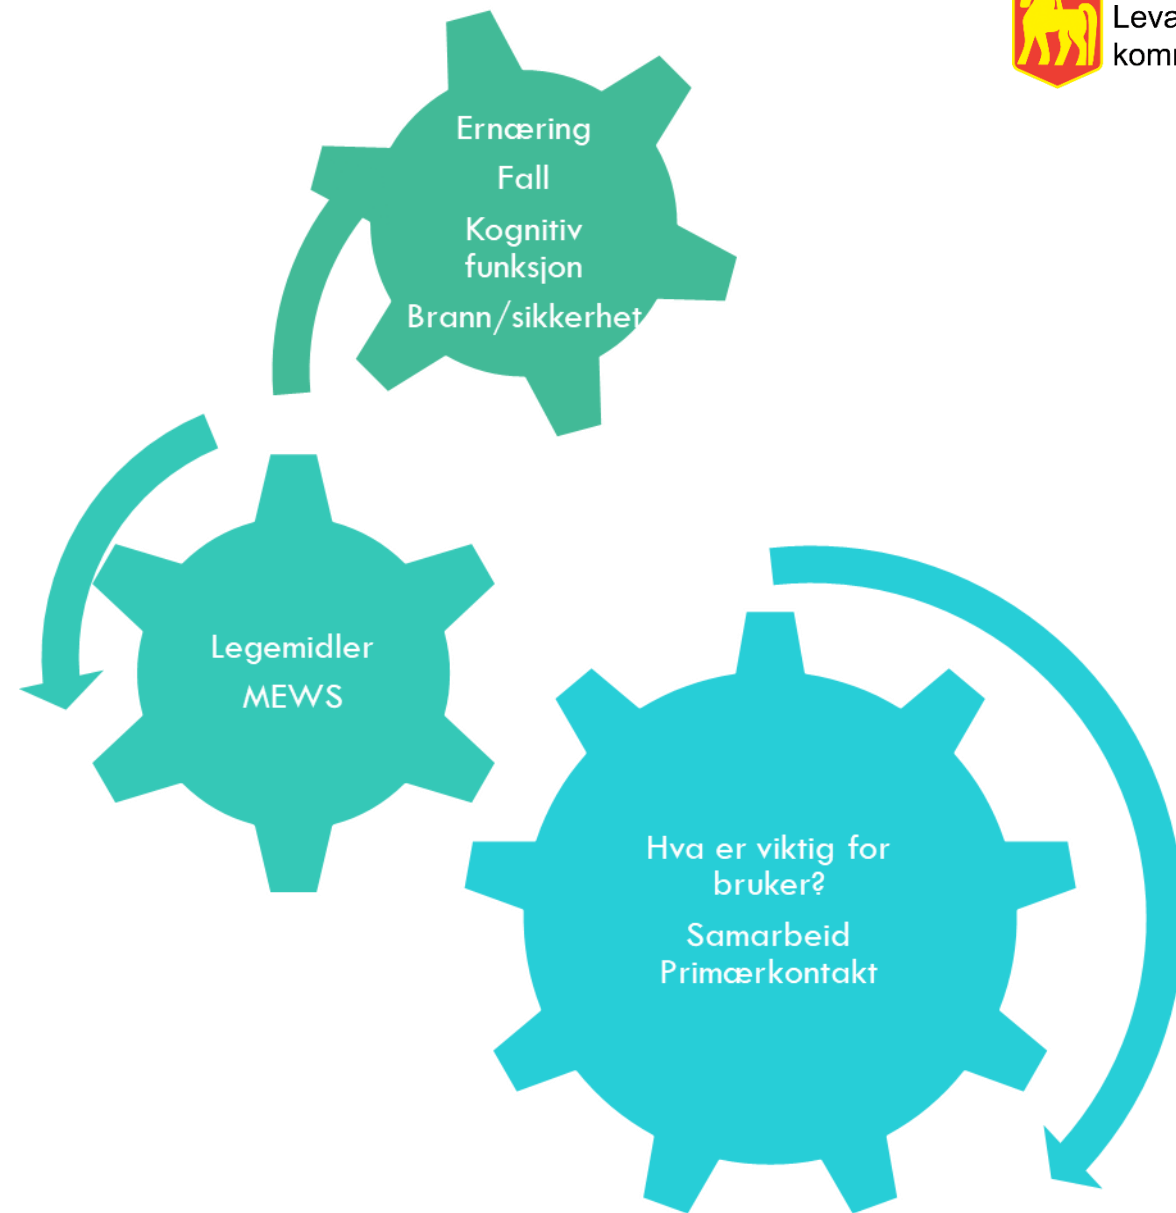 Ernæring
Fall
Kognitiv
funksjon
Brann/sikkerhet
Legemidler
MEWS
Hva er viktig for
bruker?
Samarbeid
Primærkontakt